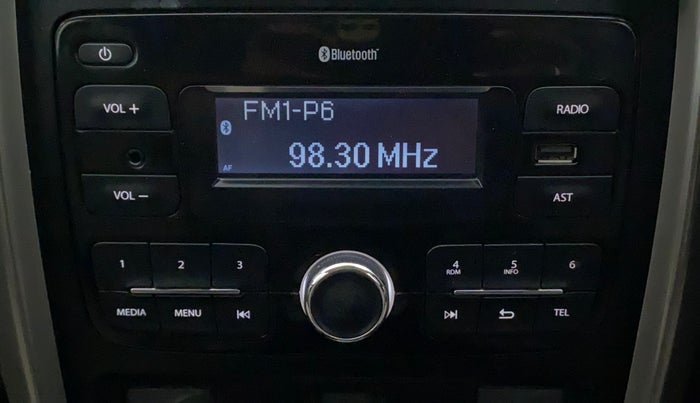 Bluetooth™
VOL +
FM1-P6
RADIO
98.30 MHz
AF
VOL −
AST
1 2 3
4 5 6
RDM INFO
MEDIA MENU
TEL